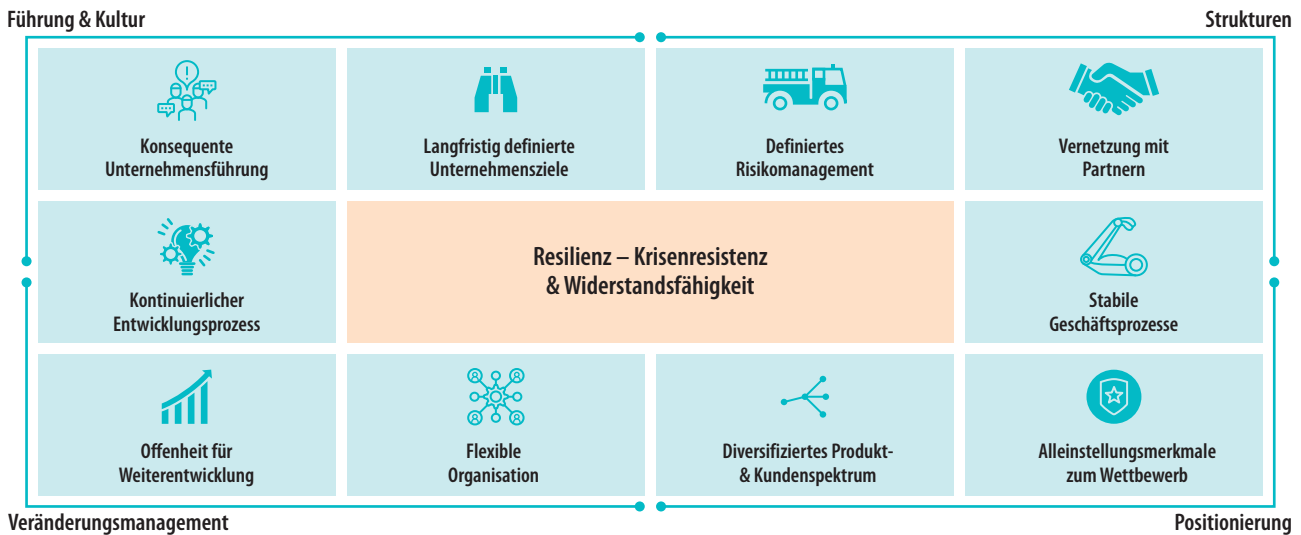 Führung & Kultur
Strukturen
Konsequente
Unternehmensführung
Langfristig definierte
Unternehmensziele
Definiertes
Risikomanagement
Vernetzung mit
Partnern
Kontinuierlicher
Entwicklungsprozess
Resilienz – Krisenresistenz
& Widerstandsfähigkeit
Stabile
Geschäftsprozesse
Offenheit für
Weiterentwicklung
Flexible
Organisation
Diversifiziertes Produkt-
& Kundenspektrum
Alleinstellungsmerkmale
zum Wettbewerb
Veränderungsmanagement
Positionierung